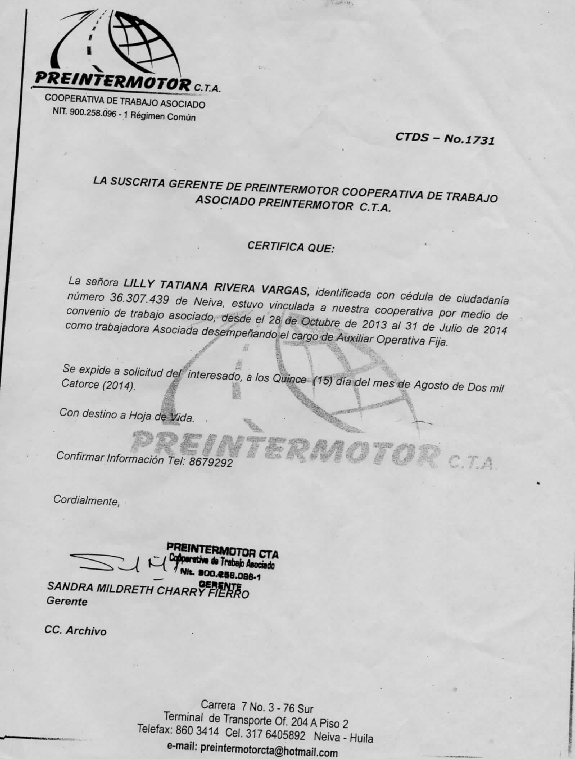 PREINTERMOTOR C.T.A.
COOPERATIVA DE TRABAJO ASOCIADO
NIT. 900.258.096 - 1 Régimen Común
CTDS – No.1731
LA SUSCRITA GERENTE DE PREINTERMOTOR COOPERATIVA DE TRABAJO
ASOCIADO PREINTERMOTOR C.T.A.
CERTIFICA QUE:
La señora LILLY TATIANA RIVERA VARGAS, identificada con cédula de ciudadanía
número 36.307.439 de Neiva, estuvo vinculada a nuestra cooperativa por medio de
convenio de trabajo asociado, desde el 28 de Octubre de 2013 al 31 de Julio de 2014
como trabajadora Asociada desempeñando el cargo de Auxiliar Operativa Fija.
Se expide a solicitud del interesado, a los Quince (15) día del mes de Agosto de Dos mil
Catorce (2014).
Con destino a Hoja de Vida.
PREINTERMOTOR C.T.A.
Confirmar Información Tel: 8679292
Cordialmente,
PREINTERMOTOR CTA
Cooperativa de Trabajo Asociado
Nit. 900.258.096-1
GERENTE
SANDRA MILDRETH CHARRY FIERRO
Gerente
CC. Archivo
Carrera 7 No. 3 - 76 Sur
Terminal de Transporte Of. 204 A Piso 2
Telefax: 860 3414 Cel. 317 6405892 Neiva - Huila
e-mail: preintermotorcta@hotmail.com